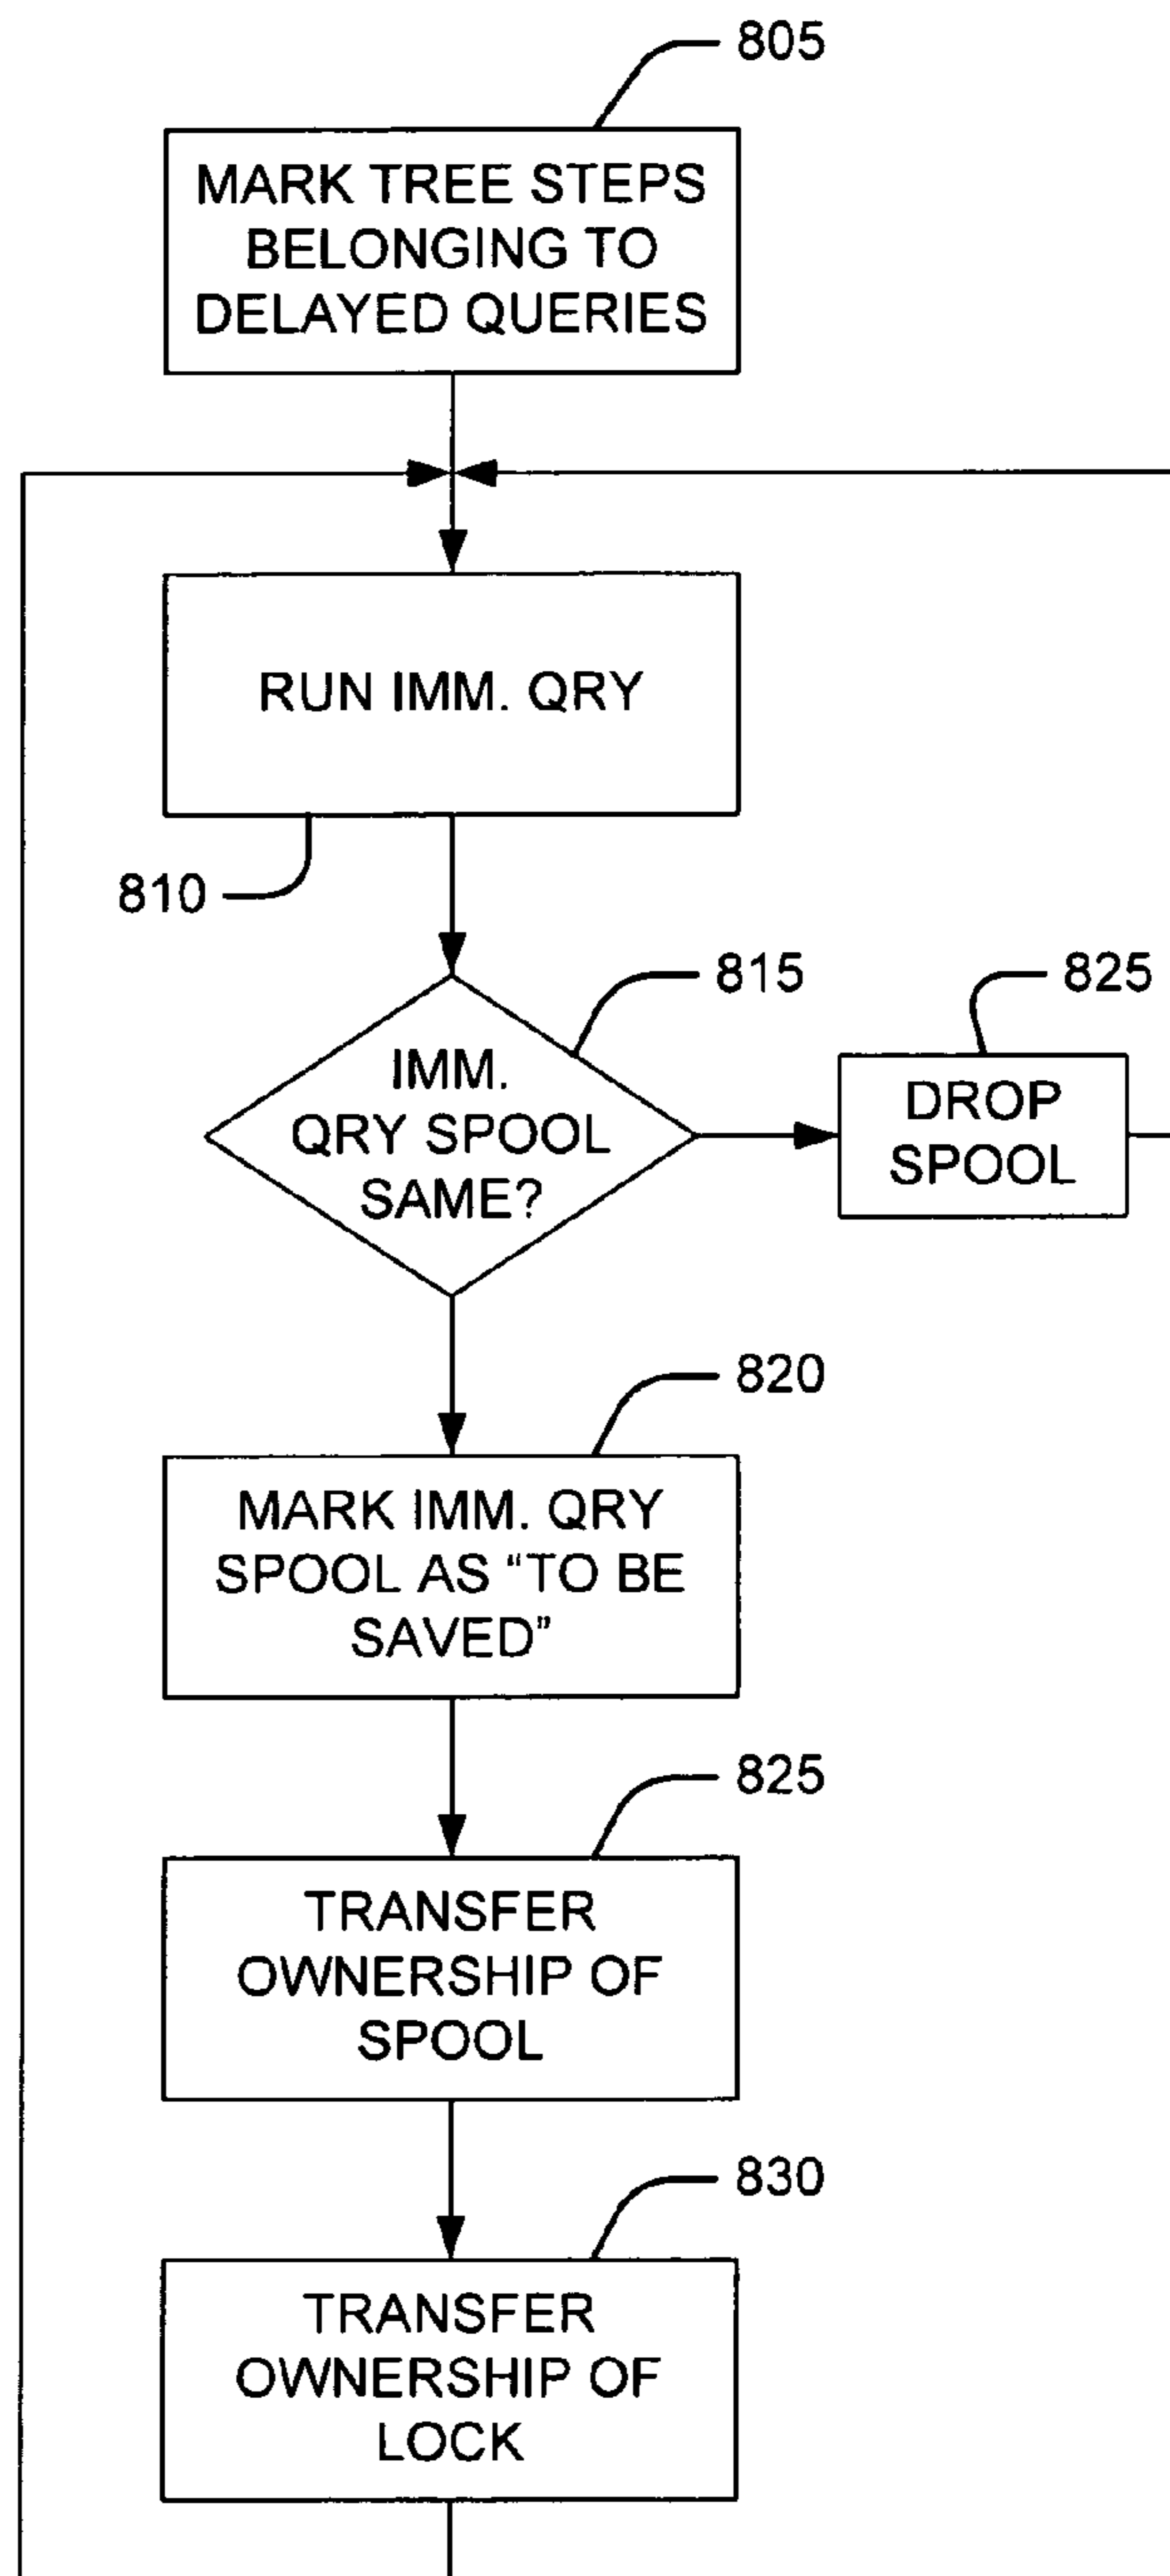 805
MARK TREE STEPS
BELONGING TO
DELAYED QUERIES
RUN IMM. QRY
810
815
IMM.
QRY SPOOL
SAME?
825
DROP
SPOOL
820
MARK IMM. QRY
SPOOL AS “TO BE
SAVED”
825
TRANSFER
OWNERSHIP OF
SPOOL
830
TRANSFER
OWNERSHIP OF
LOCK